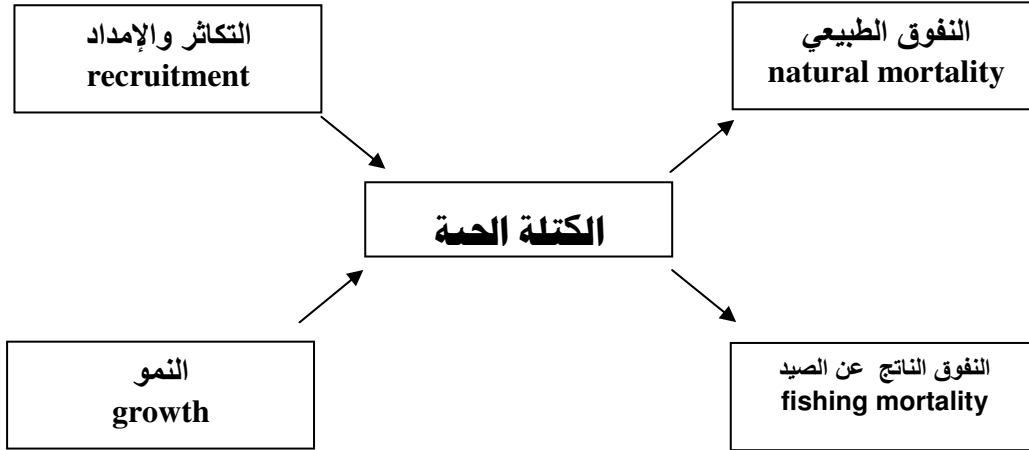 التكاثر والإمداد
recruitment
النفوق الطبيعي
natural mortality
الكتلة الحية
النمو
growth
النفوق الناتج عن الصيد
fishing mortality